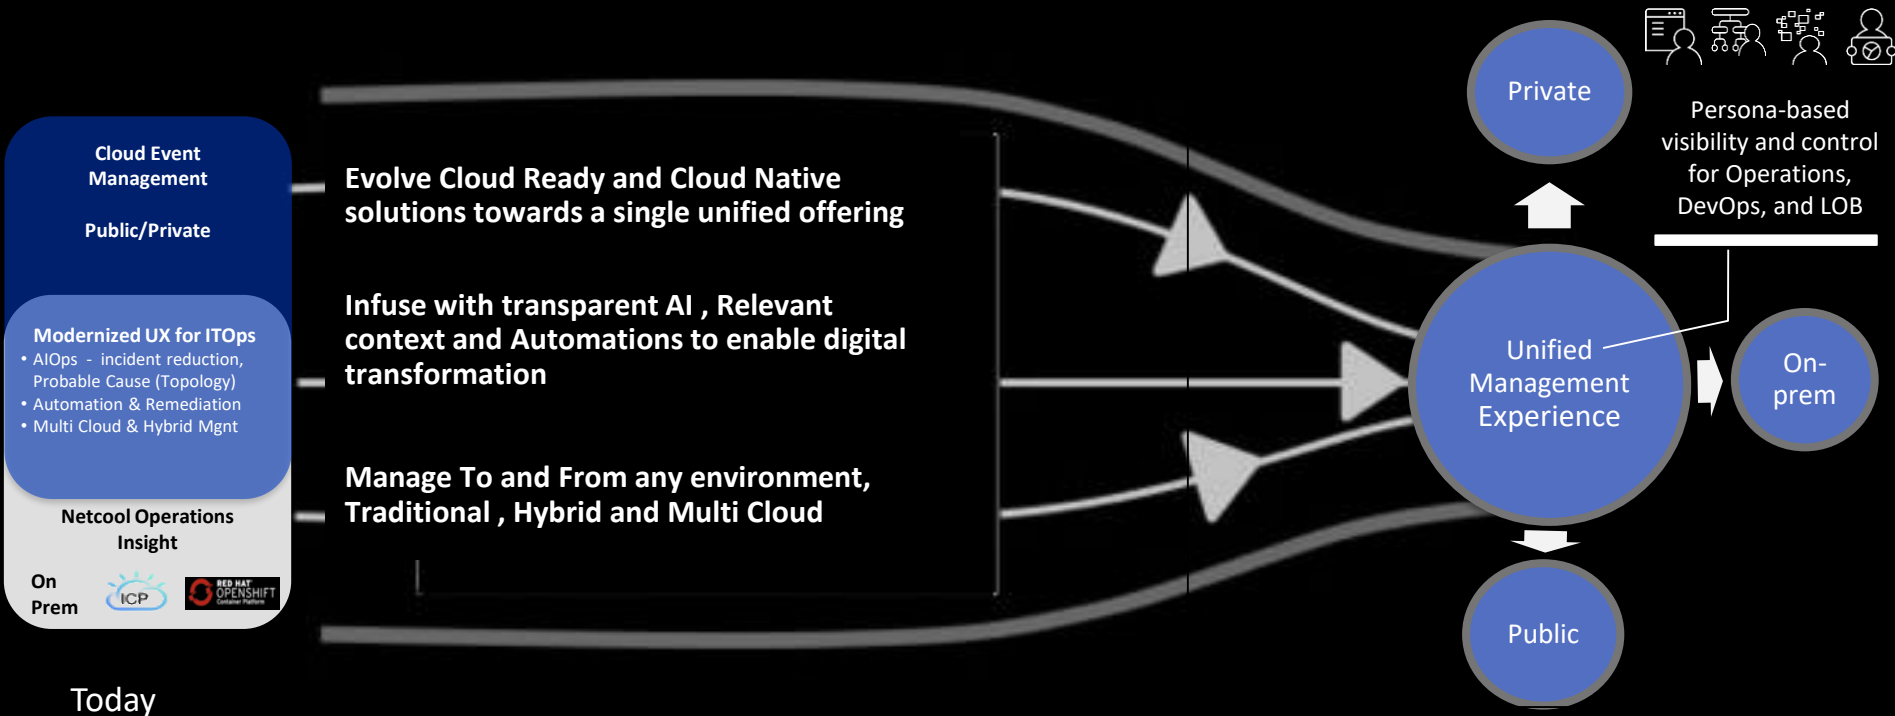 Cloud Event
Management
Public/Private
Modernized UX for ITOps
• AIOps - incident reduction,
Probable Cause (Topology)
• Automation & Remediation
• Multi Cloud & Hybrid Mgnt
Netcool Operations
Insight
On
Prem
ICP
RED HAT
OPENSHIFT
Container Platform
Today
Evolve Cloud Ready and Cloud Native
solutions towards a single unified offering
Infuse with transparent AI , Relevant
context and Automations to enable digital
transformation
Manage To and From any environment,
Traditional , Hybrid and Multi Cloud
Private
Unified
Management
Experience
On-
prem
Public
Persona-based
visibility and control
for Operations,
DevOps, and LOB